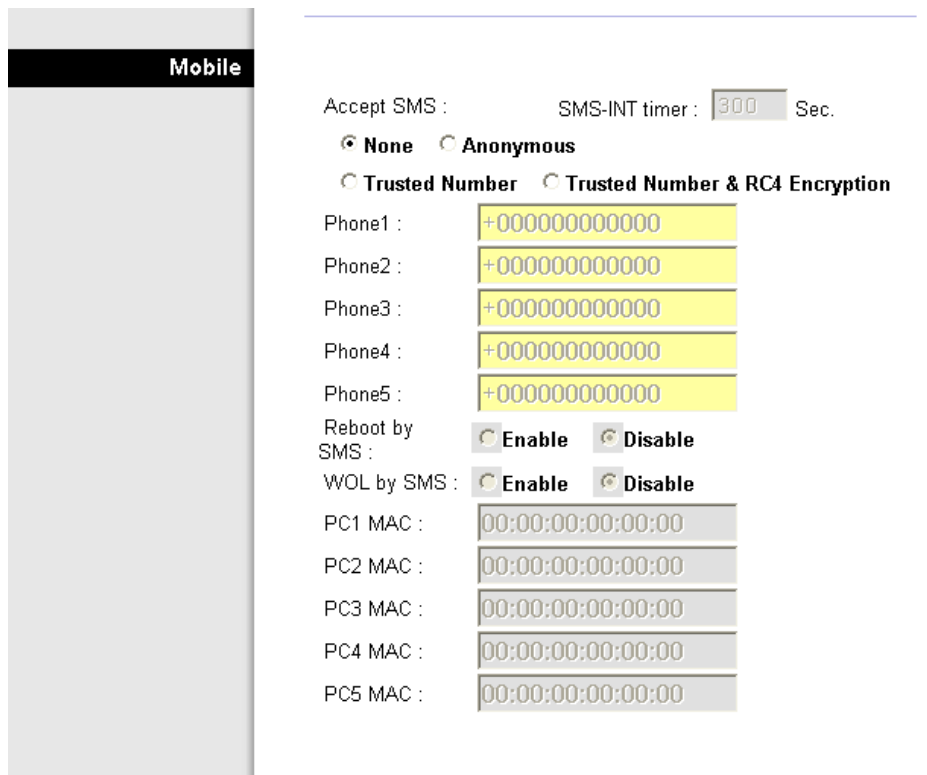 Mobile
Accept SMS : SMS-INT timer : 300 Sec.
None Anonymous
Trusted Number Trusted Number & RC4 Encryption
Phone1 : +000000000000
Phone2 : +000000000000
Phone3 : +000000000000
Phone4 : +000000000000
Phone5 : +000000000000
Reboot by
SMS : Enable Disable
WOL by SMS : Enable Disable
PC1 MAC : 00:00:00:00:00:00
PC2 MAC : 00:00:00:00:00:00
PC3 MAC : 00:00:00:00:00:00
PC4 MAC : 00:00:00:00:00:00
PC5 MAC : 00:00:00:00:00:00